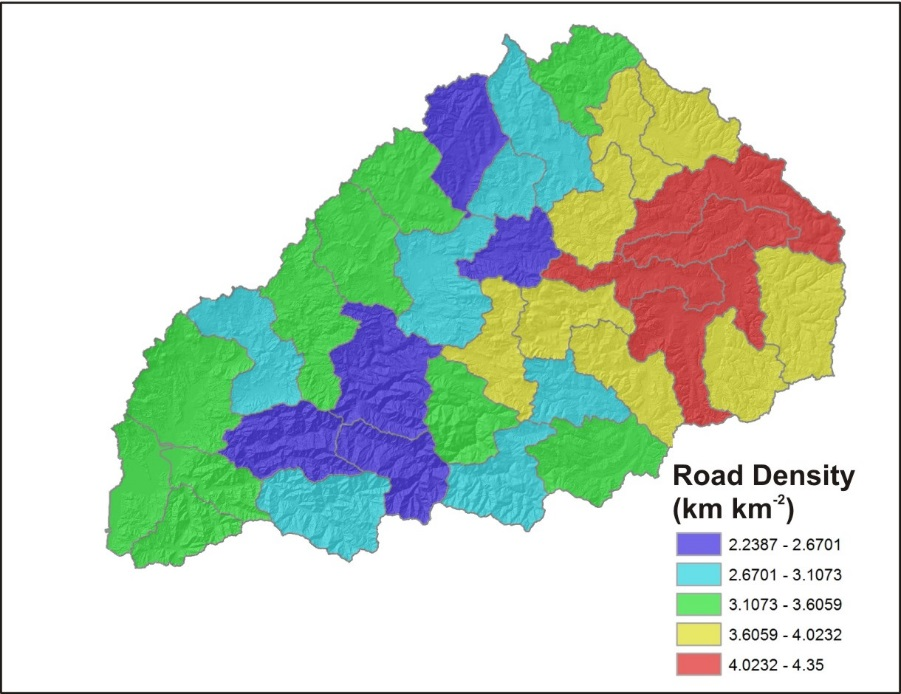 Road Density
(km km-2)
2.2387 - 2.6701
2.6701 - 3.1073
3.1073 - 3.6059
3.6059 - 4.0232
4.0232 - 4.35